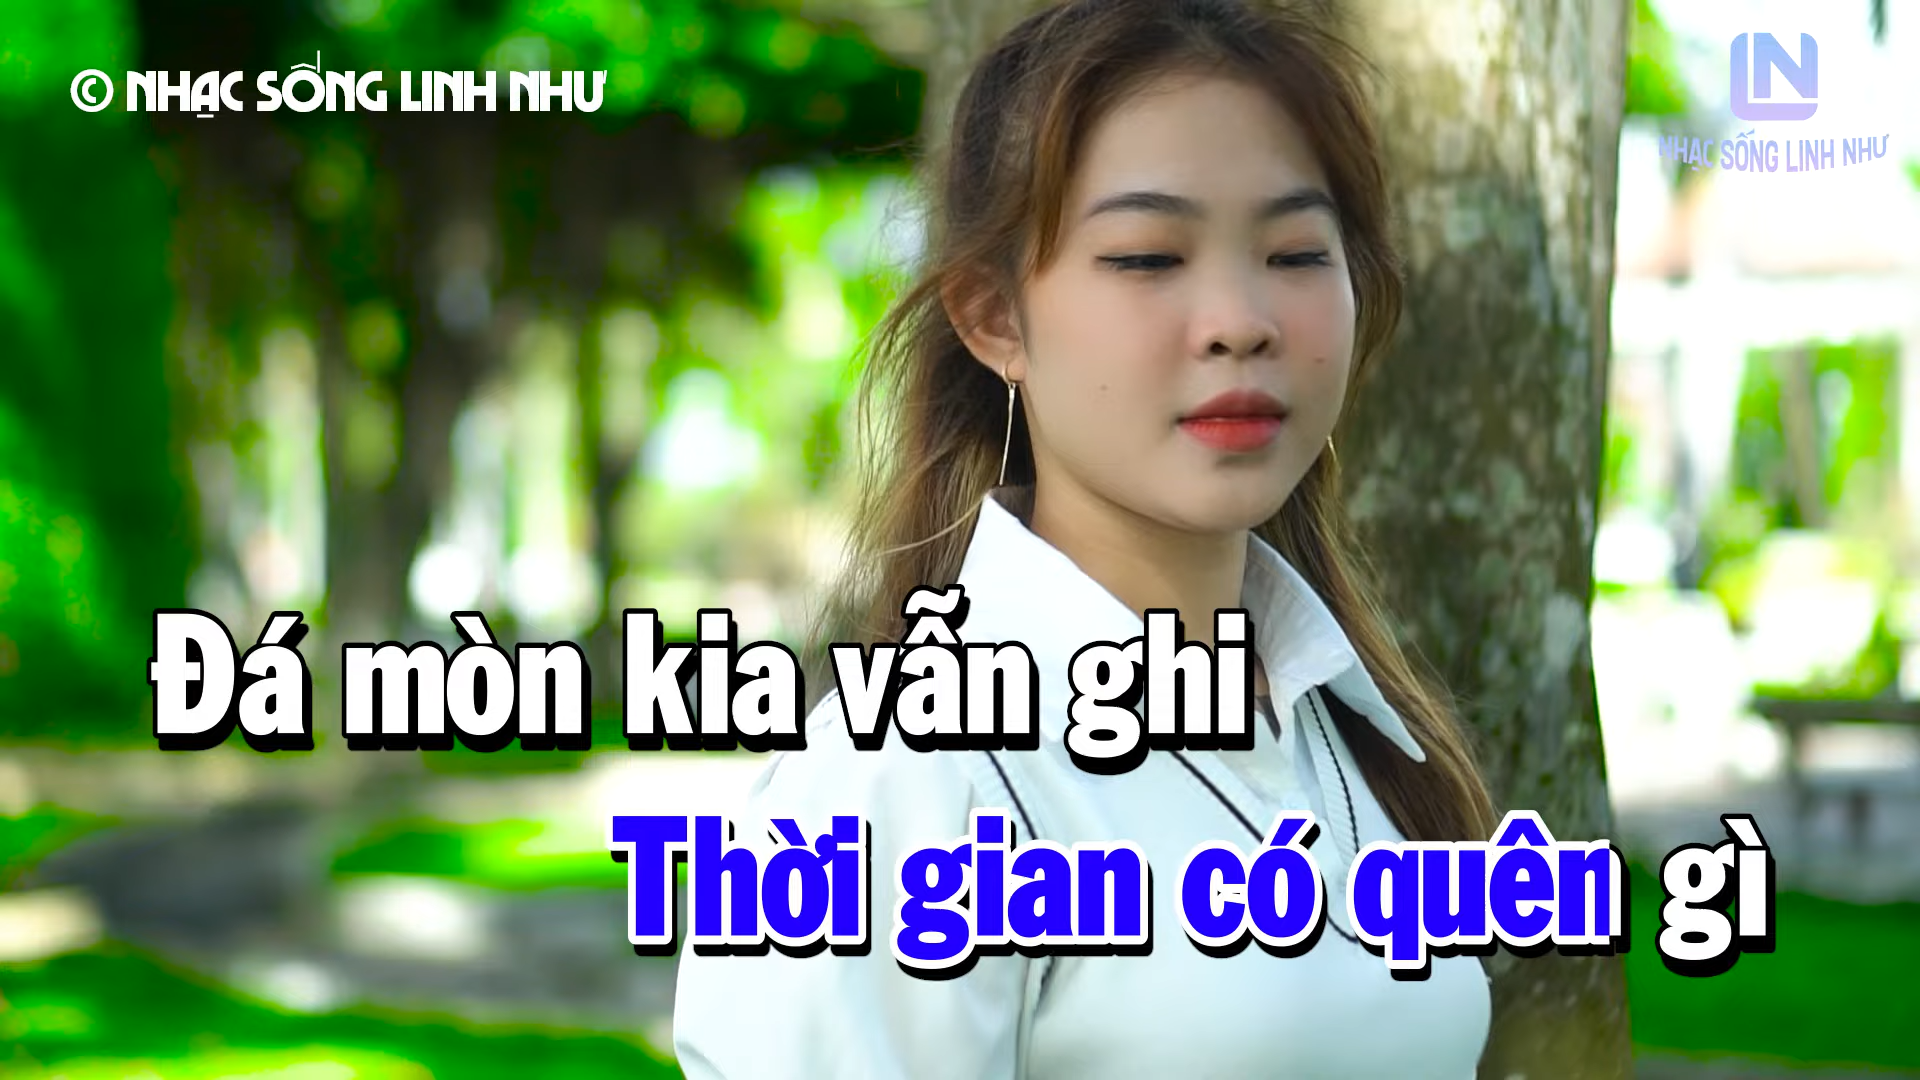 © NHẠC SỐNG LINH NHƯ
LN
NHẠC SỐNG LINH NHƯ
Đá mòn kia vẫn ghi
Thời gian có quên gì